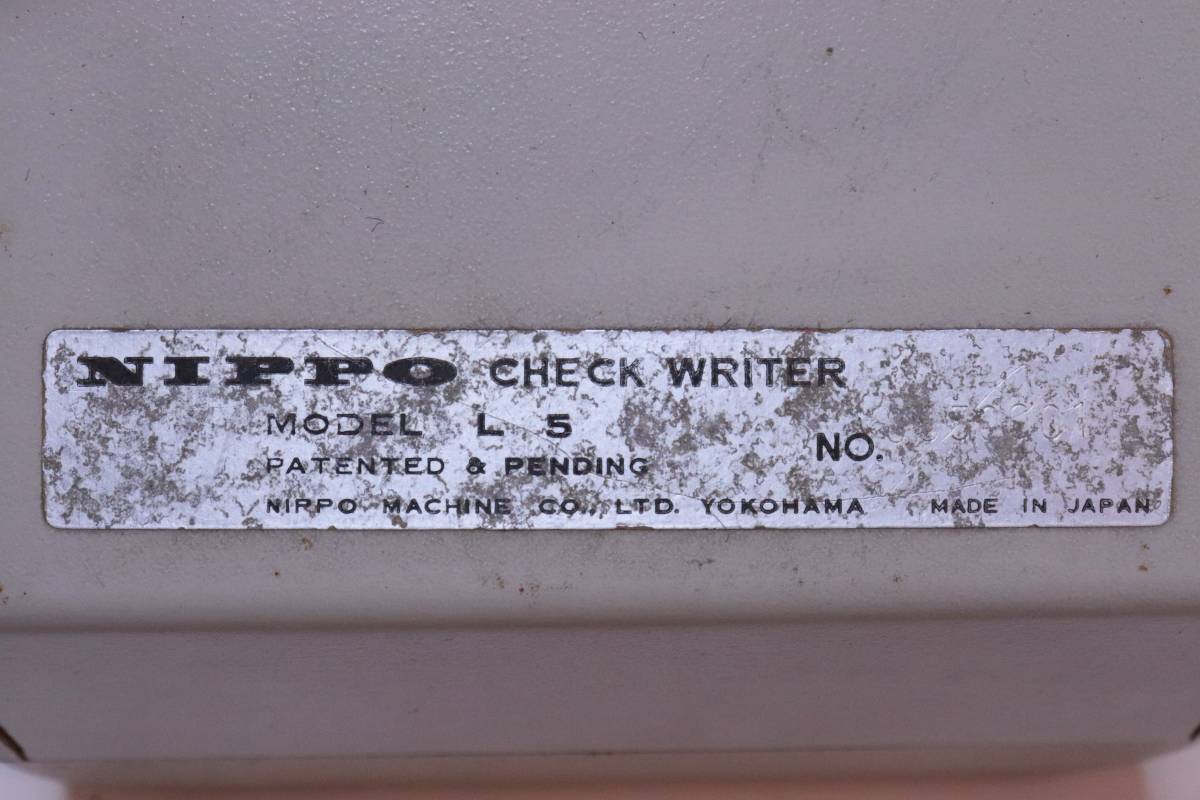 NIPPO CHECK WRITER
MODEL L 5
PATENTED & PENDING
NO.
NIPPO MACHINE CO., LTD. YOKOHAMA MADE IN JAPAN